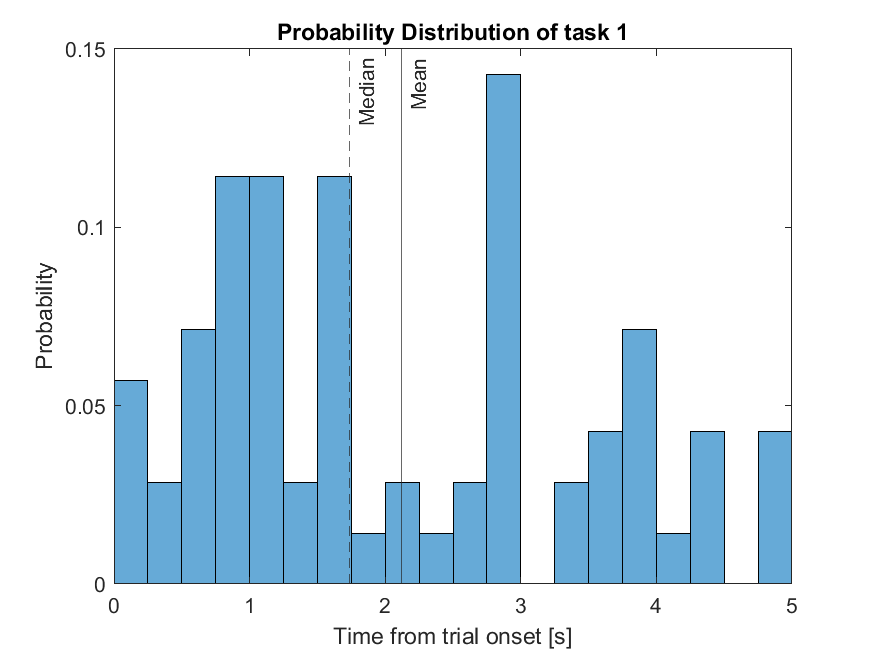 Probability Distribution of task 1
0.15
0.1
0.05
0
Probability
Median
Mean
0 1 2 3 4 5
Time from trial onset [s]